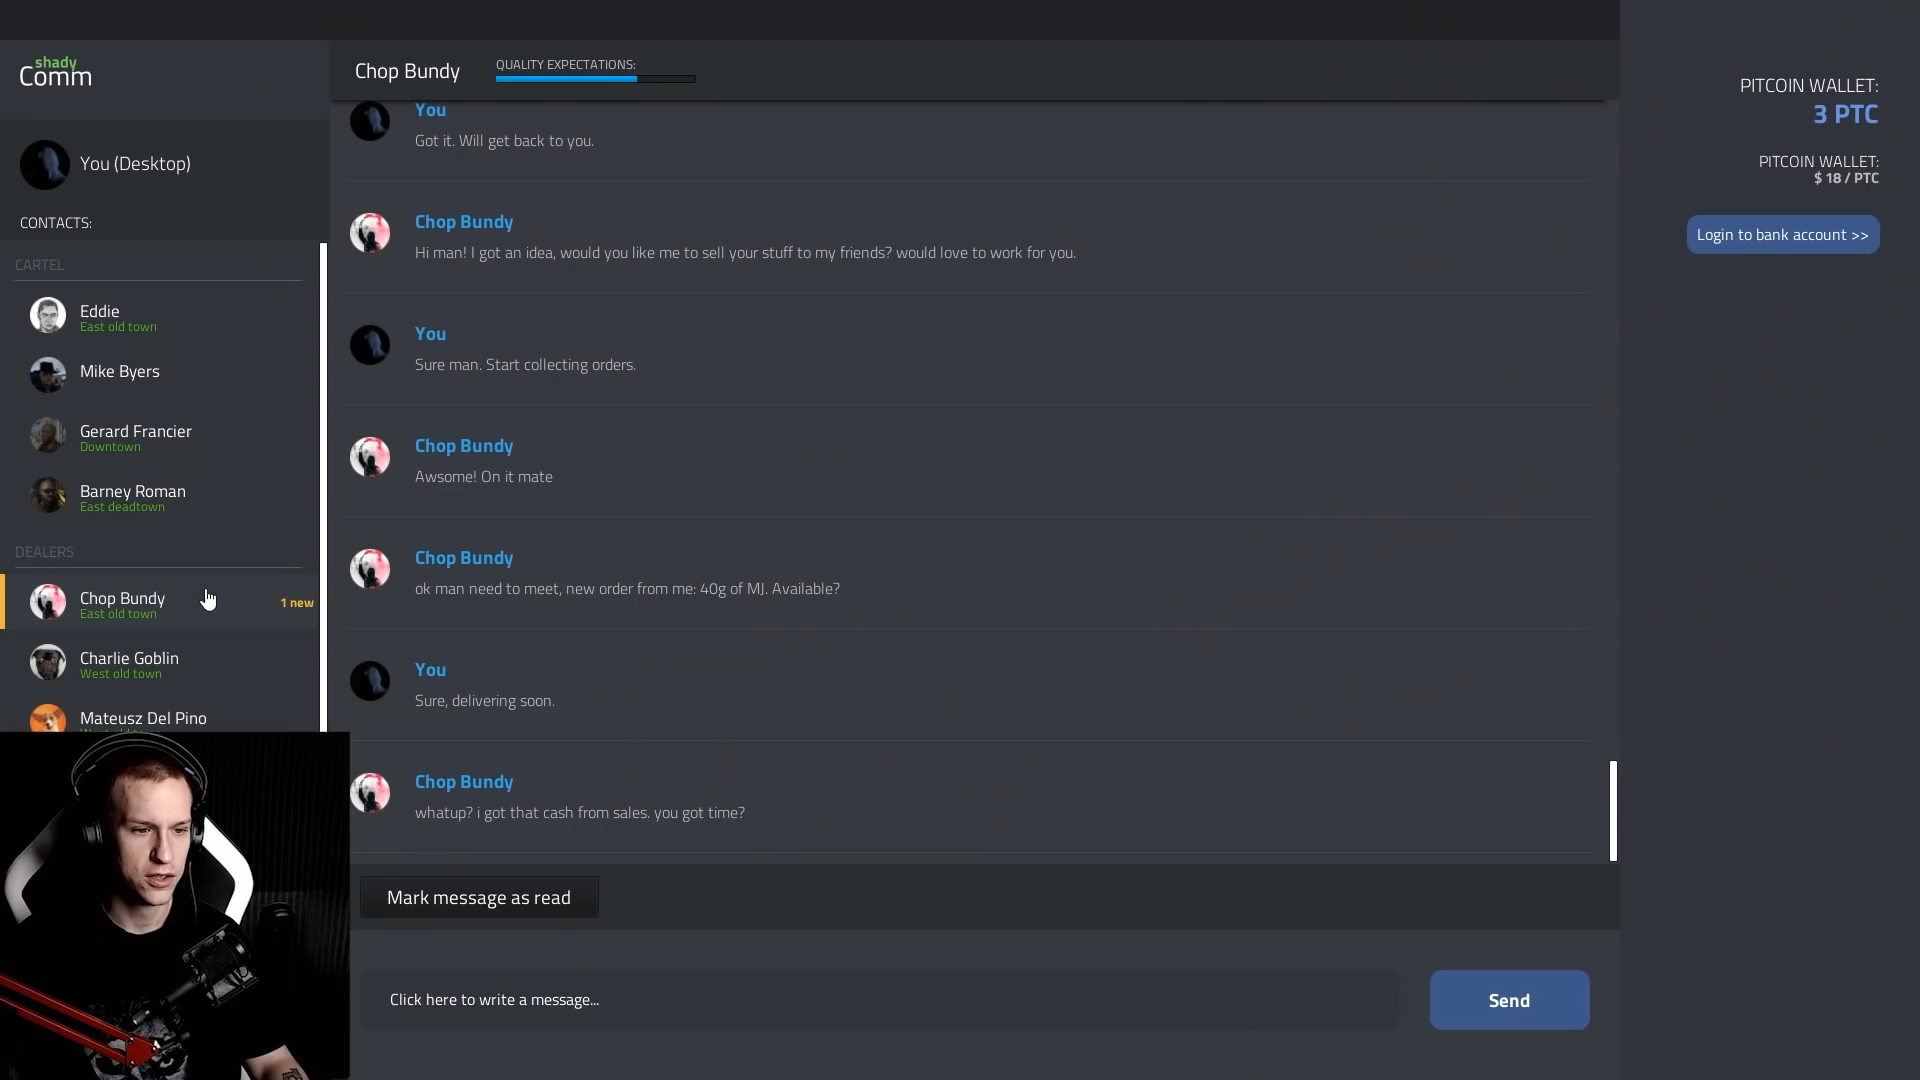 shady
Comm
You (Desktop)
CONTACTS:
CARTEL
Eddie
East old town
Mike Byers
Gerard Francier
Downtown
Barney Roman
East deadtown
DEALERS
Chop Bundy
East old town
1 new
Charlie Goblin
West old town
Mateusz Del Pino
Chop Bundy
QUALITY EXPECTATIONS:
You
Got it. Will get back to you.
Chop Bundy
Hi man! I got an idea, would you like me to sell your stuff to my friends? would love to work for you.
You
Sure man. Start collecting orders.
Chop Bundy
Awsome! On it mate
Chop Bundy
ok man need to meet, new order from me: 40g of MJ. Available?
You
Sure, delivering soon.
Chop Bundy
whatup? i got that cash from sales. you got time?
Mark message as read
Click here to write a message...
Send
PITCOIN WALLET:
3 PTC
PITCOIN WALLET:
$ 18 / PTC
Login to bank account >>